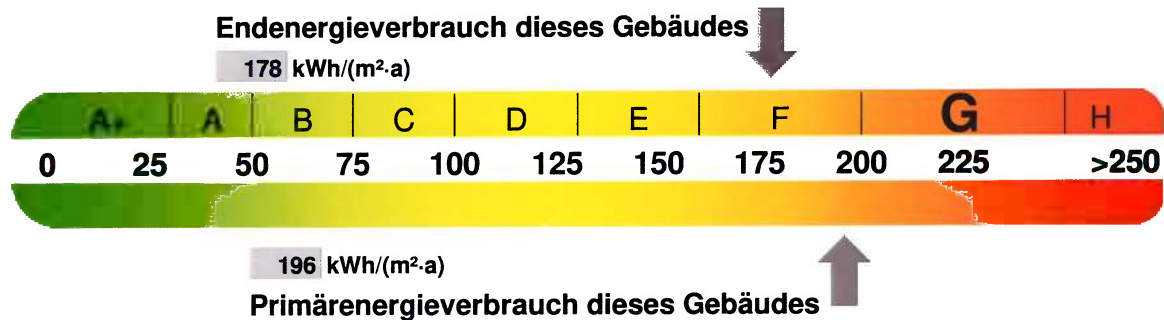 Endenergieverbrauch dieses Gebäudes
178 kWh/(m²·a)
A+ A B C D E F G H
0 25 50 75 100 125 150 175 200 225 >250
196 kWh/(m²·a)
Primärenergieverbrauch dieses Gebäudes